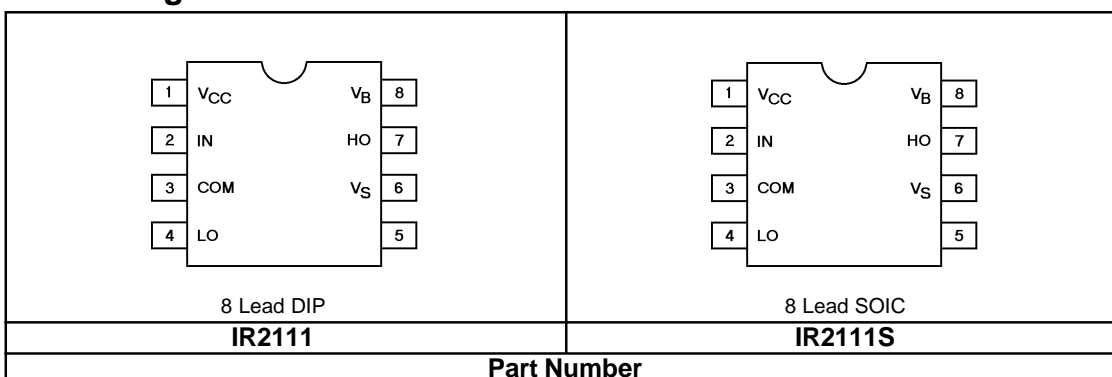 1 VCC VB 8
2 IN HO 7
3 COM VS 6
4 LO 5
8 Lead DIP
IR2111
1 VCC VB 8
2 IN HO 7
3 COM VS 6
4 LO 5
8 Lead SOIC
IR2111S
Part Number